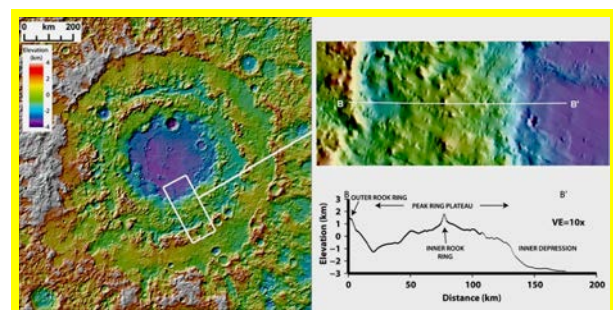 km
0 200
Elevation
(km)
4
2
0
-2
-4
B B'
B B'
OUTER ROOK RING
PEAK RING PLATEAU
VE=10x
INNER ROOK
RING
INNER DEPRESSION
Elevation (km)
3
2
1
0
-1
-2
-3
0 50 100 150 200
Distance (km)